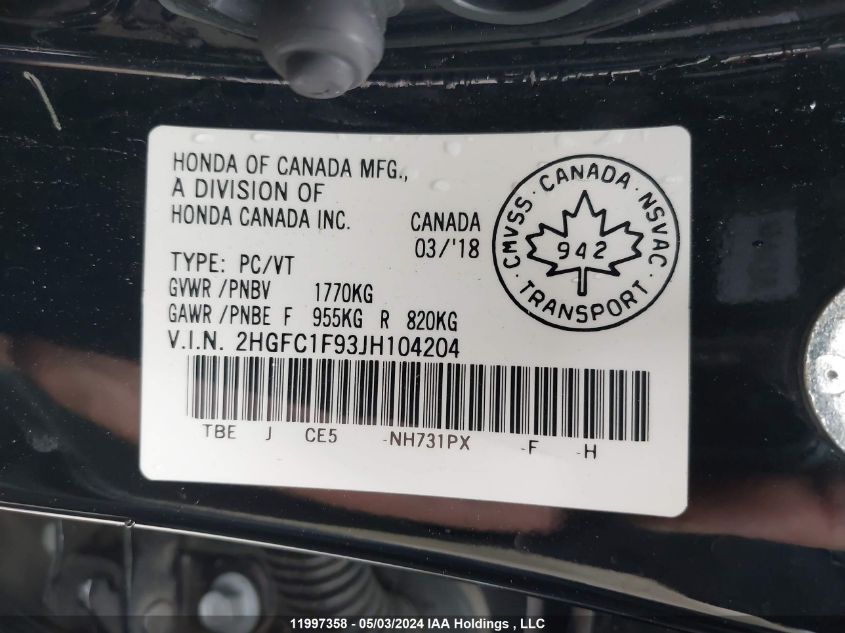 HONDA OF CANADA MFG.,
A DIVISION OF
HONDA CANADA INC. CANADA
03/'18
TYPE: PC/VT
GVWR /PNBV 1770KG
GAWR /PNBE F 955KG R 820KG
V.I.N. 2HGFC1F93JH104204
TBE J CE5 -NH731PX -F -H
CMVSS · CANADA · NSVAC ·
942
TRANSPORT
11997358 - 05/03/2024 IAA Holdings , LLC